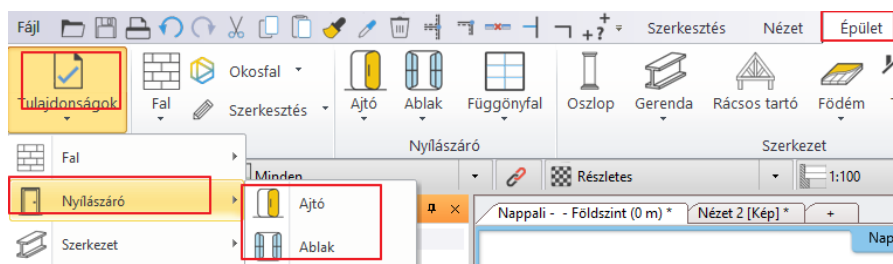 Fájl Szerkesztés Nézet Épület
Tulajdonságok Fal Okosfal Szerkesztés Ajtó Ablak Függönyfal Oszlop Gerenda Rácsos tartó Födém
Nyílászáró Szerkezet
Fal Minden Részletes 1:100
Nyílászáró Ajtó Nappali - - Földszint (0 m) * Nézet 2 [Kép] * +
Szerkezet Ablak Nap